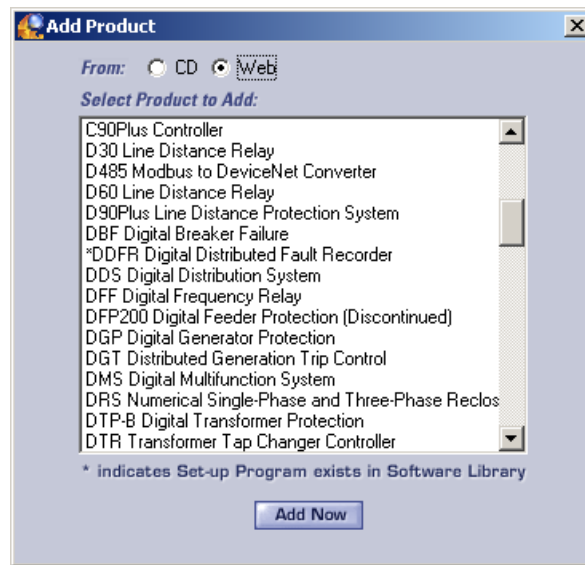 Add Product
From: CD Web
Select Product to Add:
C90Plus Controller
D30 Line Distance Relay
D485 Modbus to DeviceNet Converter
D60 Line Distance Relay
D90Plus Line Distance Protection System
DBF Digital Breaker Failure
*DDFR Digital Distributed Fault Recorder
DDS Digital Distribution System
DFF Digital Frequency Relay
DFP200 Digital Feeder Protection (Discontinued)
DGP Digital Generator Protection
DGT Distributed Generation Trip Control
DMS Digital Multifunction System
DRS Numerical Single-Phase and Three-Phase Reclos
DTP-B Digital Transformer Protection
DTR Transformer Tap Changer Controller
* indicates Set-up Program exists in Software Library
Add Now